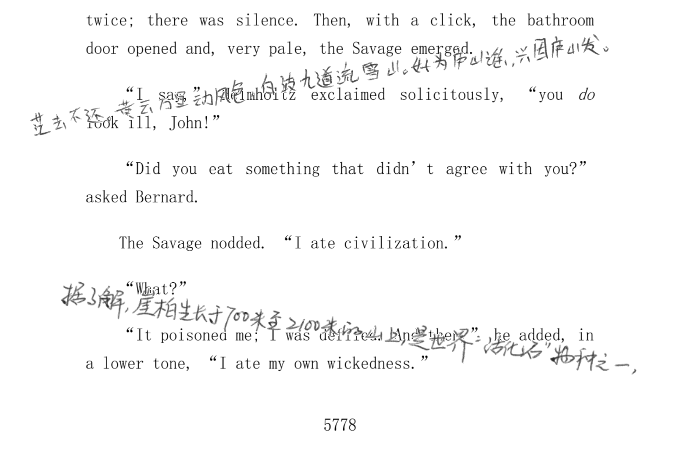 twice; there was silence. Then, with a click, the bathroom
door opened and, very pale, the Savage emerged.
茫去不还。黄云万里动风色,白波九道流雪山。好为庐山谣,兴因庐山发。
“I say,” Helmholtz exclaimed solicitously, “you do
look ill, John!”
“Did you eat something that didn’t agree with you?”
asked Bernard.
The Savage nodded. “I ate civilization.”
“What?”
据了解,崖柏生长于700米至2100米的山上,是世界“活化石”物种之一,
“It poisoned me; I was defiled. And then,” he added, in
a lower tone, “I ate my own wickedness.”
5778